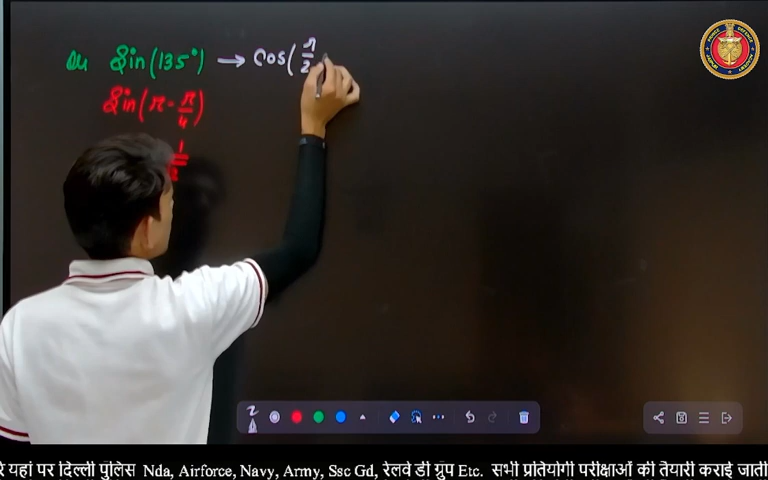 Qu Sin(135°) → Cos(π/2
Sin(π - π/4)
रे यहां पर दिल्ली पुलिस Nda, Airforce, Navy, Army, Ssc Gd, रेलवे डी ग्रुप Etc. सभी प्रतियोगी परीक्षाओं की तैयारी कराई जाती